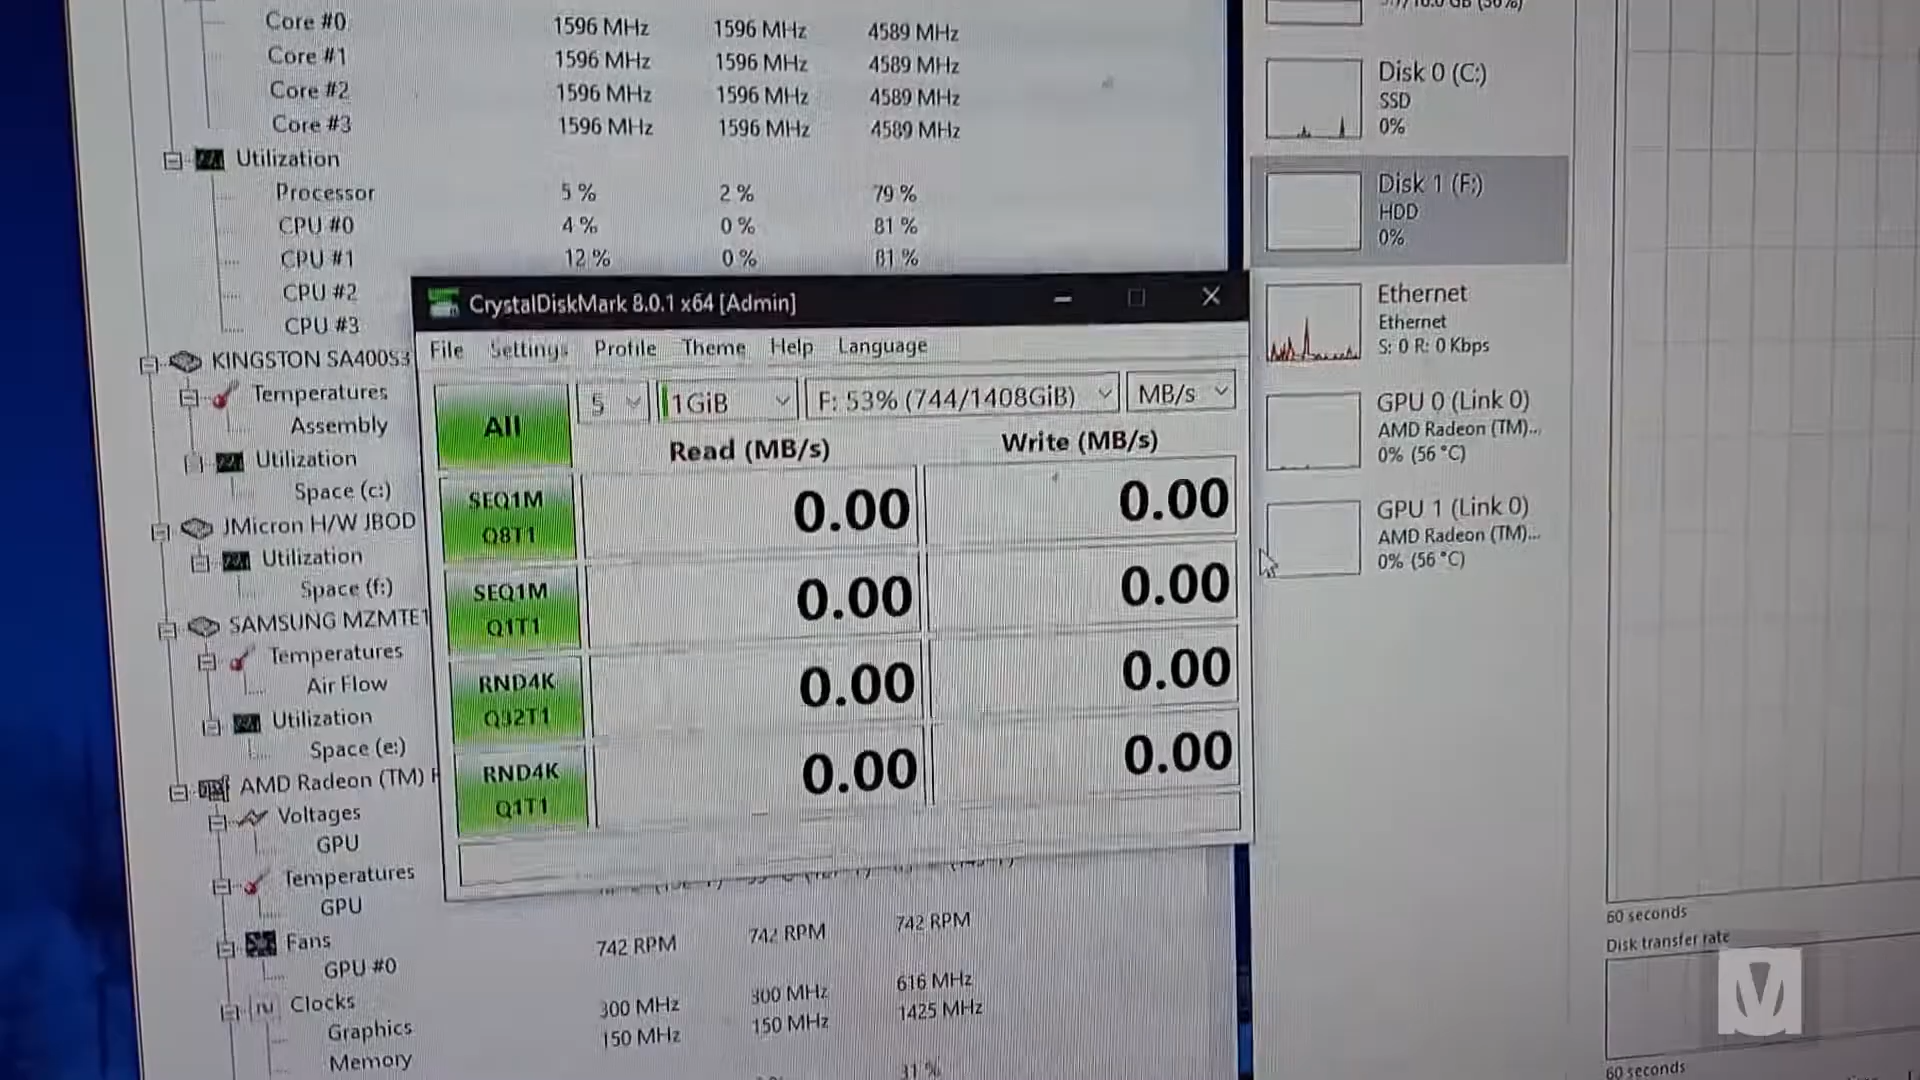 Core #0 1596 MHz 1596 MHz 4589 MHz
Core #1 1596 MHz 1596 MHz 4589 MHz
Core #2 1596 MHz 1596 MHz 4589 MHz
Core #3 1596 MHz 1596 MHz 4589 MHz
Utilization
Processor 5 % 2 % 79 %
CPU #0 4 % 0 % 81 %
CPU #1 12 % 0 % 81 %
CPU #2
CPU #3
KINGSTON SA400S3
Temperatures
Assembly
Utilization
Space (c:)
JMicron H/W JBOD
Utilization
Space (f:)
SAMSUNG MZMTE1
Temperatures
Air Flow
Utilization
Space (e:)
AMD Radeon (TM)
Voltages
GPU
Temperatures
GPU
Fans
GPU #0 742 RPM 742 RPM 742 RPM
Clocks
Graphics 300 MHz 300 MHz 616 MHz
Memory 150 MHz 150 MHz 1425 MHz
CrystalDiskMark 8.0.1 x64 [Admin]
File Settings Profile Theme Help Language
All 5 1GiB F: 53% (744/1408GiB) MB/s
Read (MB/s) Write (MB/s)
SEQ1M
Q8T1 0.00 0.00
SEQ1M
Q1T1 0.00 0.00
RND4K
Q32T1 0.00 0.00
RND4K
Q1T1 0.00 0.00
Disk 0 (C:)
SSD
0%
Disk 1 (F:)
HDD
0%
Ethernet
Ethernet
S: 0 R: 0 Kbps
GPU 0 (Link 0)
AMD Radeon (TM)...
0% (56 °C)
GPU 1 (Link 0)
AMD Radeon (TM)...
0% (56 °C)
60 seconds
Disk transfer rate
60 seconds